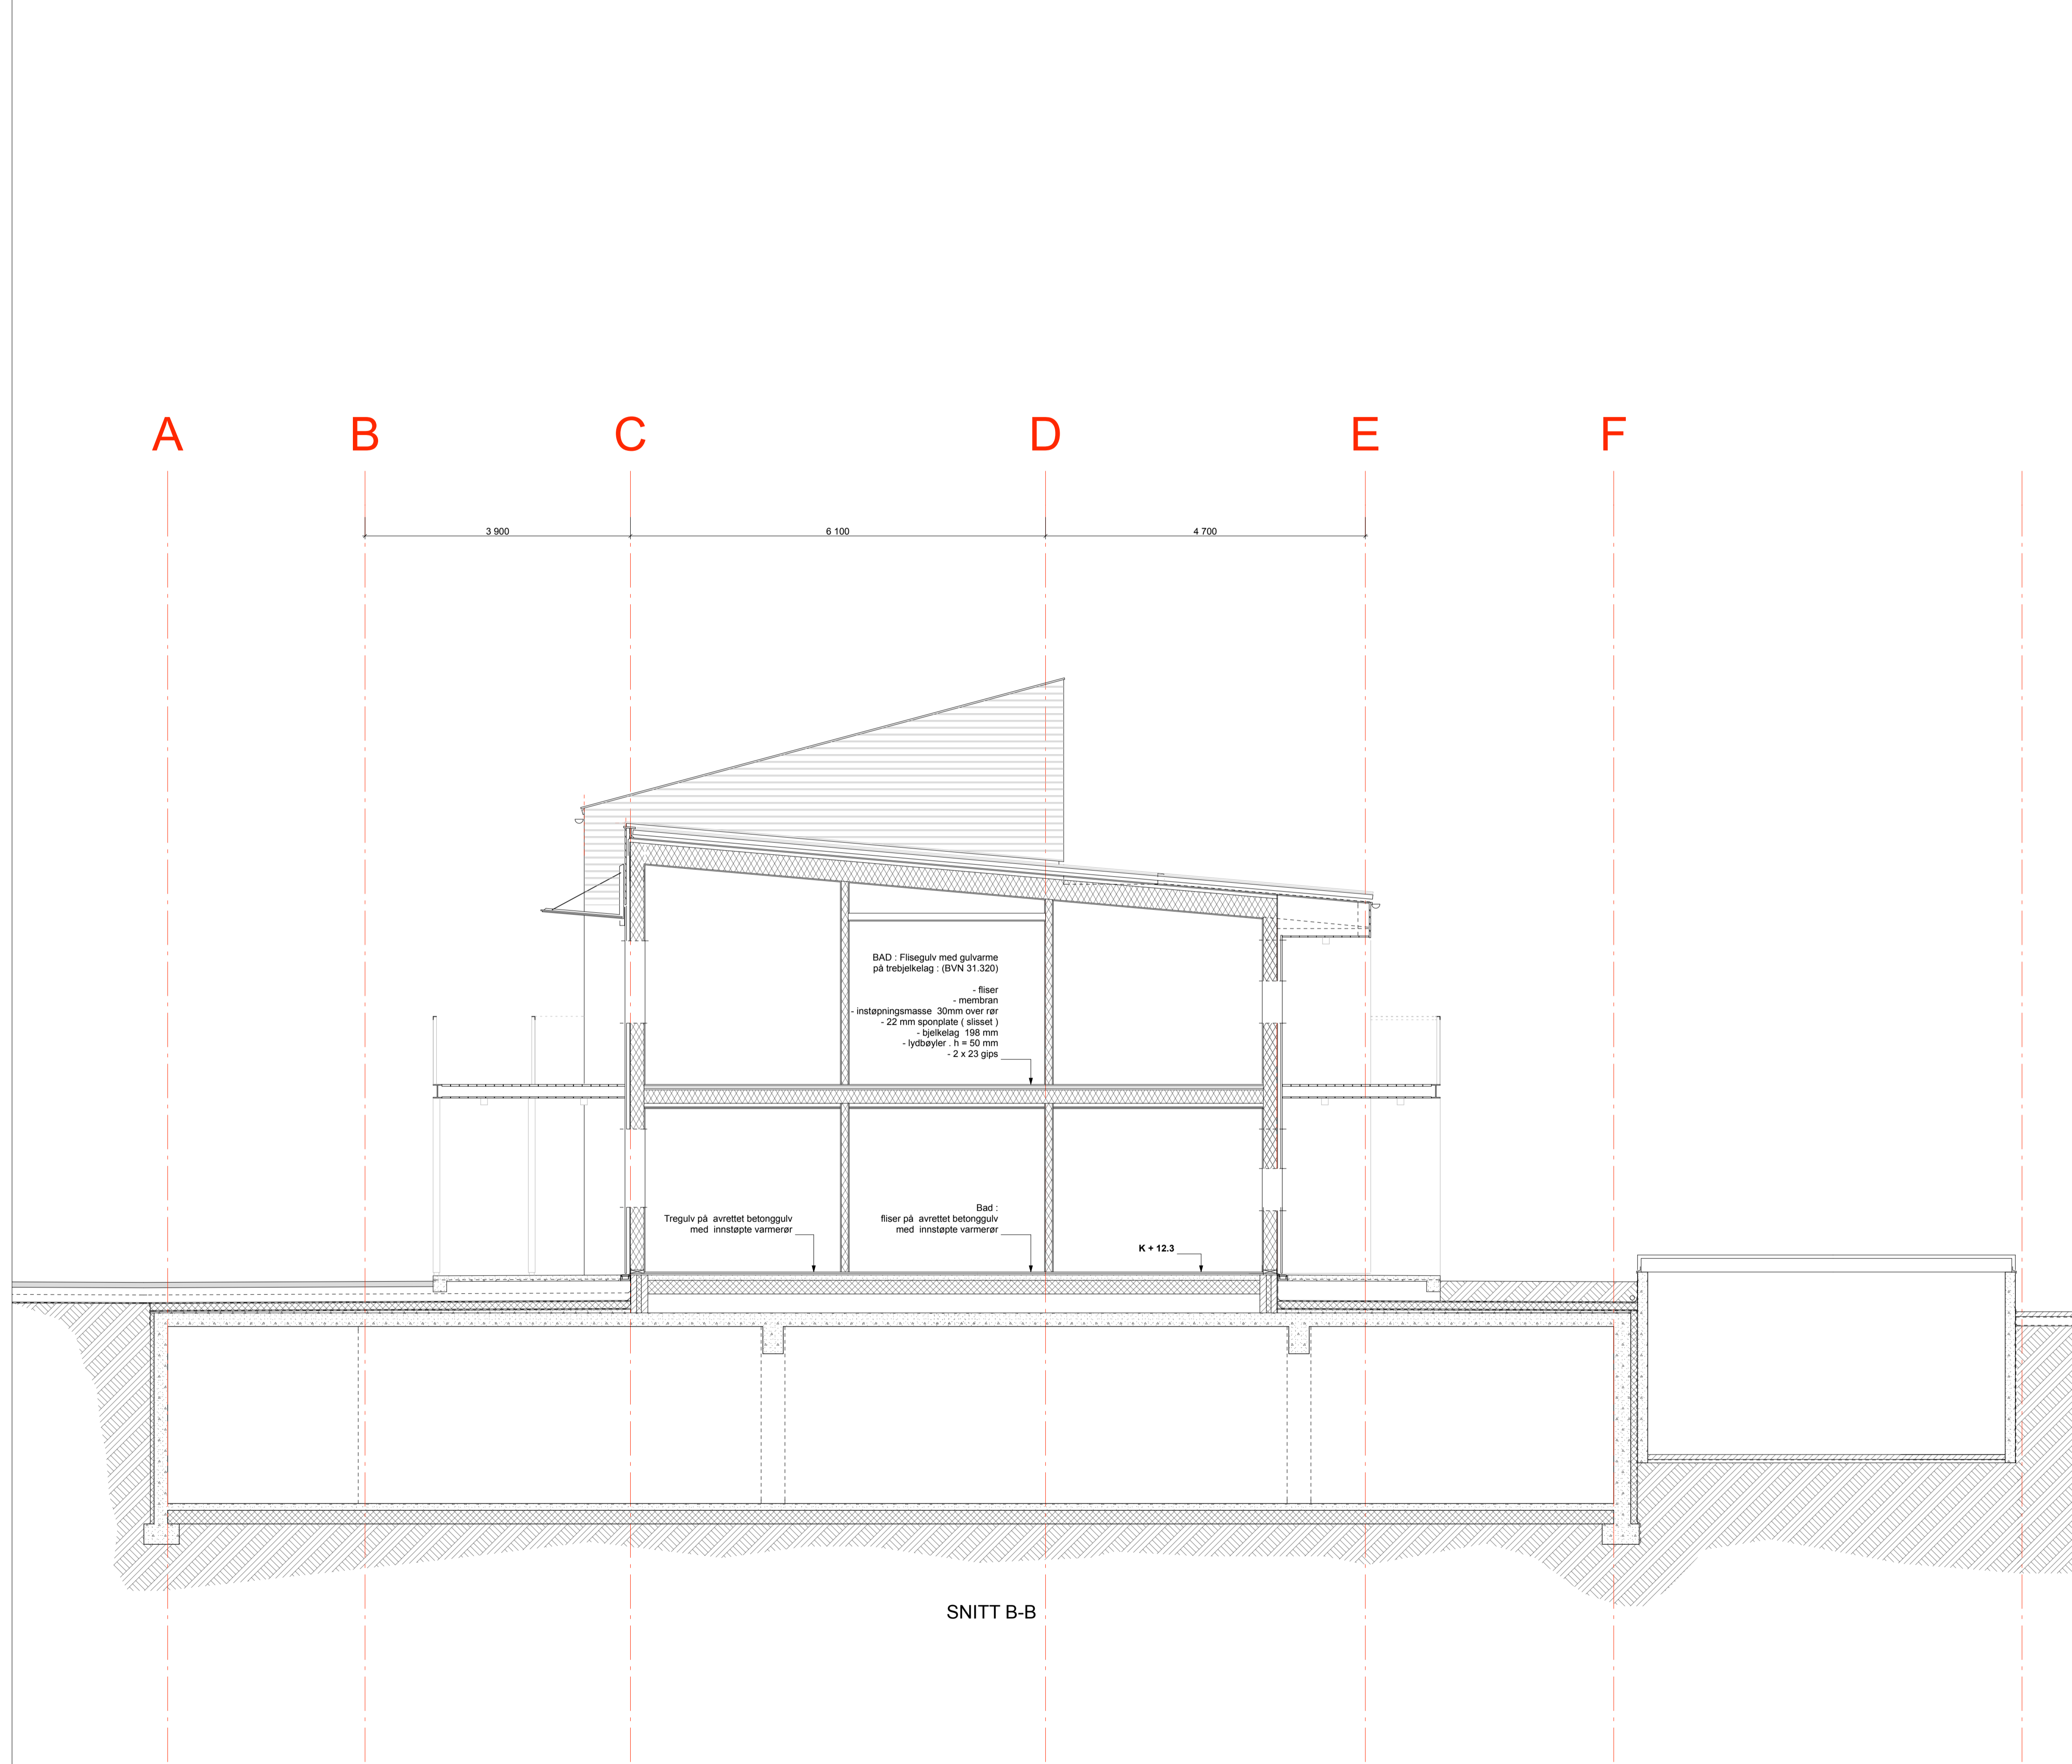 A B C D E F
3 900 6 100 4 700
BAD : Flisegulv med gulvarme
på trebjelkelag : (BVN 31.320)
- fliser
- membran
- instøpningsmasse 30mm over rør
- 22 mm sponplate ( slisset )
- bjelkelag 198 mm
- lydbøyler . h = 50 mm
- 2 x 23 gips
Tregulv på avrettet betonggulv
med innstøpte varmerør
Bad :
fliser på avrettet betonggulv
med innstøpte varmerør
K + 12.3
SNITT B-B